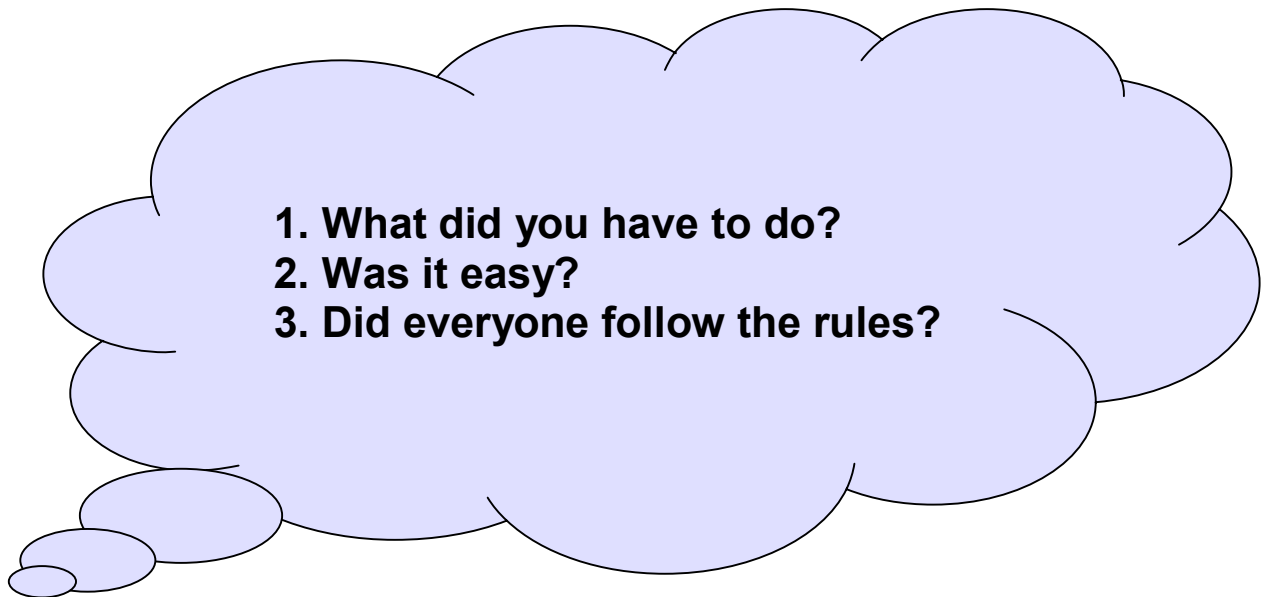 1. What did you have to do?
2. Was it easy?
3. Did everyone follow the rules?